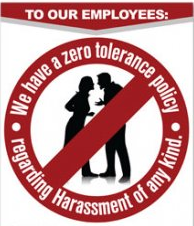 TO OUR EMPLOYEES:
We have a zero tolerance policy
• regarding Harassment of any kind. •